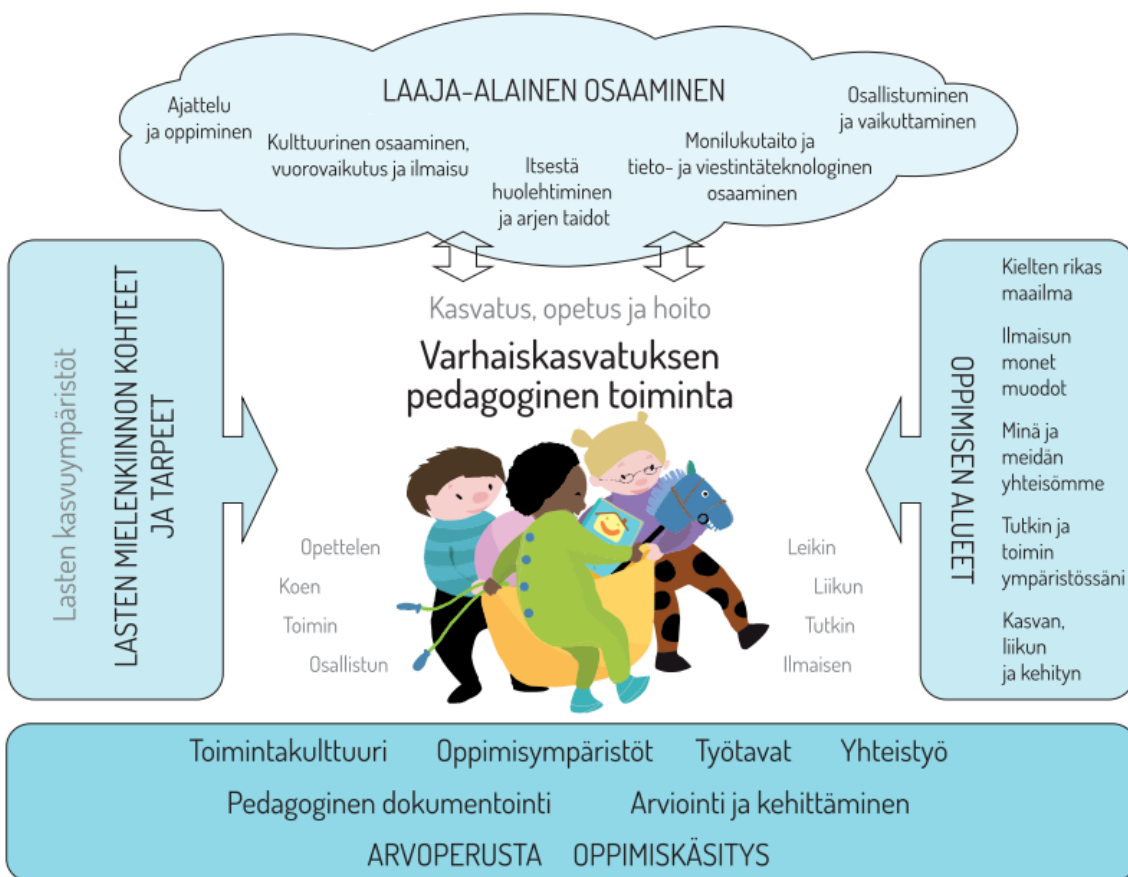 LAAJA-ALAINEN OSAAMINEN
Ajattelu
ja oppiminen
Kulttuurinen osaaminen,
vuorovaikutus ja ilmaisu
Itsestä
huolehtiminen
ja arjen taidot
Monilukutaito ja
tieto- ja viestintäteknologinen
osaaminen
Osallistuminen
ja vaikuttaminen
Lasten kasvuympäristöt
LASTEN MIELENKIINNON KOHTEET
JA TARPEET
Kasvatus, opetus ja hoito
Varhaiskasvatuksen
pedagoginen toiminta
Opettelen
Koen
Toimin
Osallistun
Leikin
Liikun
Tutkin
Ilmaisen
OPPIMISEN ALUEET
Kielten rikas
maailma
Ilmaisun
monet
muodot
Minä ja
meidän
yhteisömme
Tutkin ja
toimin
ympäristössäni
Kasvan,
liikun
ja kehityn
Toimintakulttuuri Oppimisympäristöt Työtavat Yhteistyö
Pedagoginen dokumentointi Arviointi ja kehittäminen
ARVOPERUSTA OPPIMISKÄSITYS